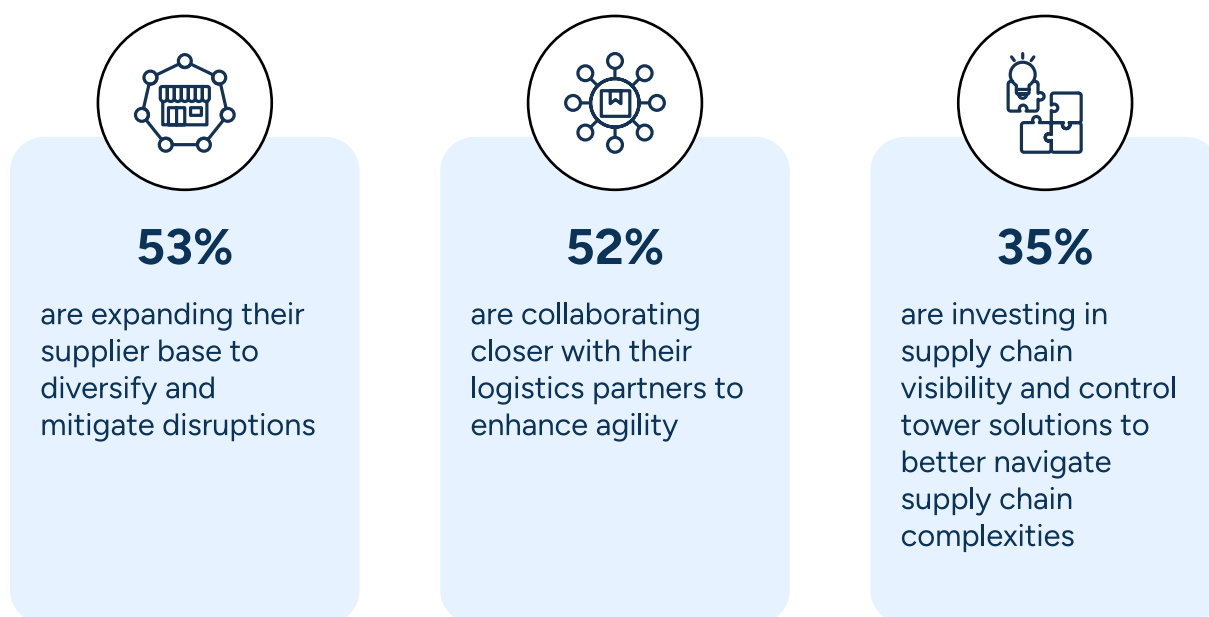 53%
are expanding their
supplier base to
diversify and
mitigate disruptions
52%
are collaborating
closer with their
logistics partners to
enhance agility
35%
are investing in
supply chain
visibility and control
tower solutions to
better navigate
supply chain
complexities